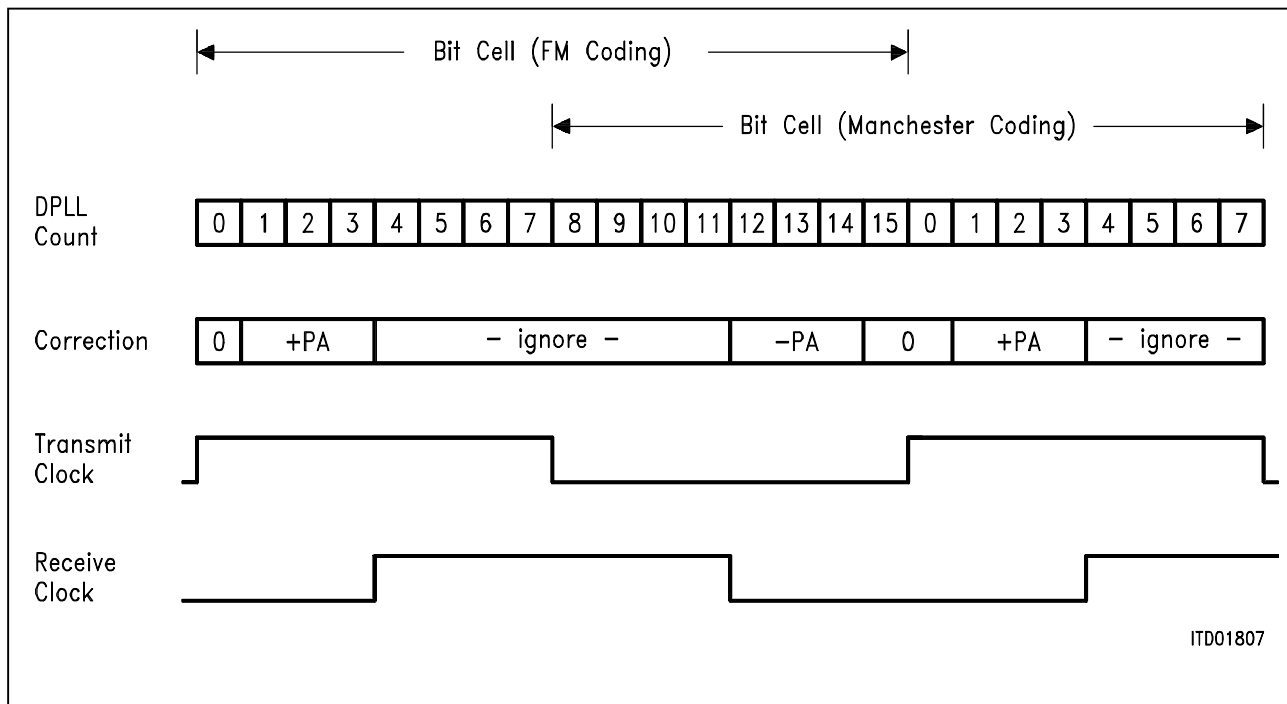 Bit Cell (FM Coding)
Bit Cell (Manchester Coding)
DPLL
Count
0 1 2 3 4 5 6 7 8 9 10 11 12 13 14 15 0 1 2 3 4 5 6 7
Correction
0 +PA - ignore - -PA 0 +PA - ignore -
Transmit
Clock
Receive
Clock
ITD01807